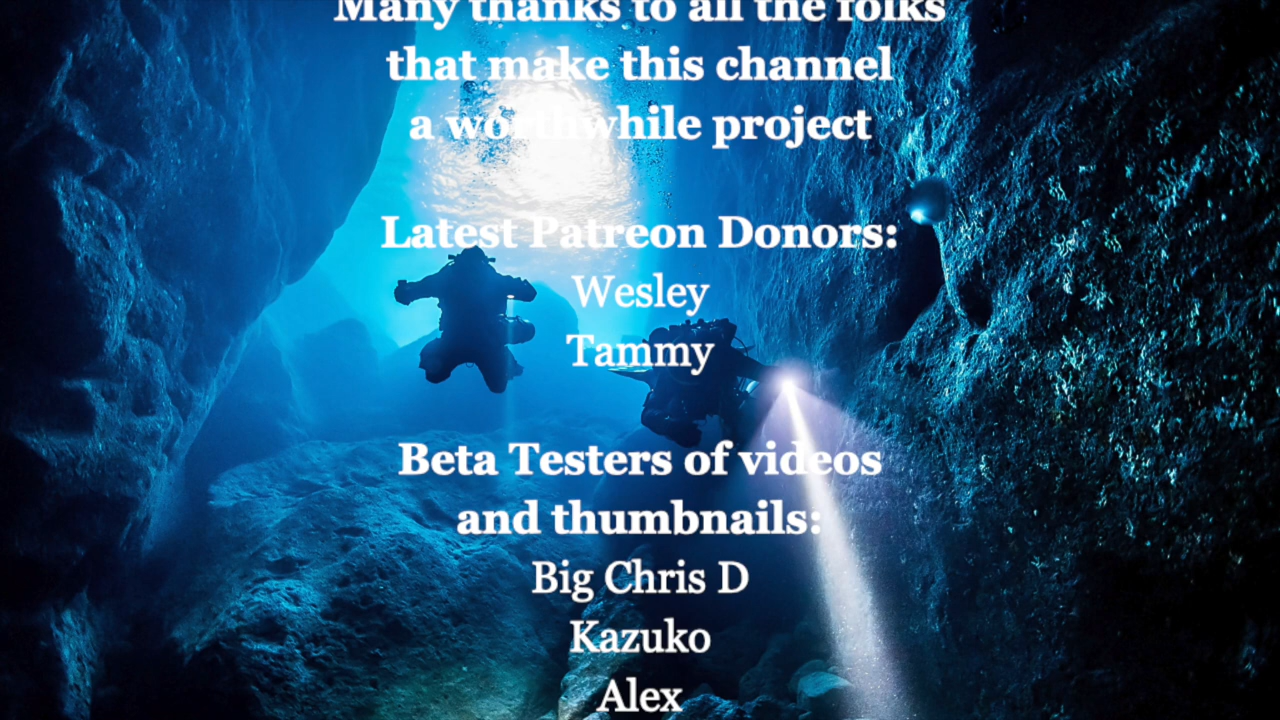 Many thanks to all the folks
that make this channel
a worthwhile project
Latest Patreon Donors:
Wesley
Tammy
Beta Testers of videos
and thumbnails:
Big Chris D
Kazuko
Alex